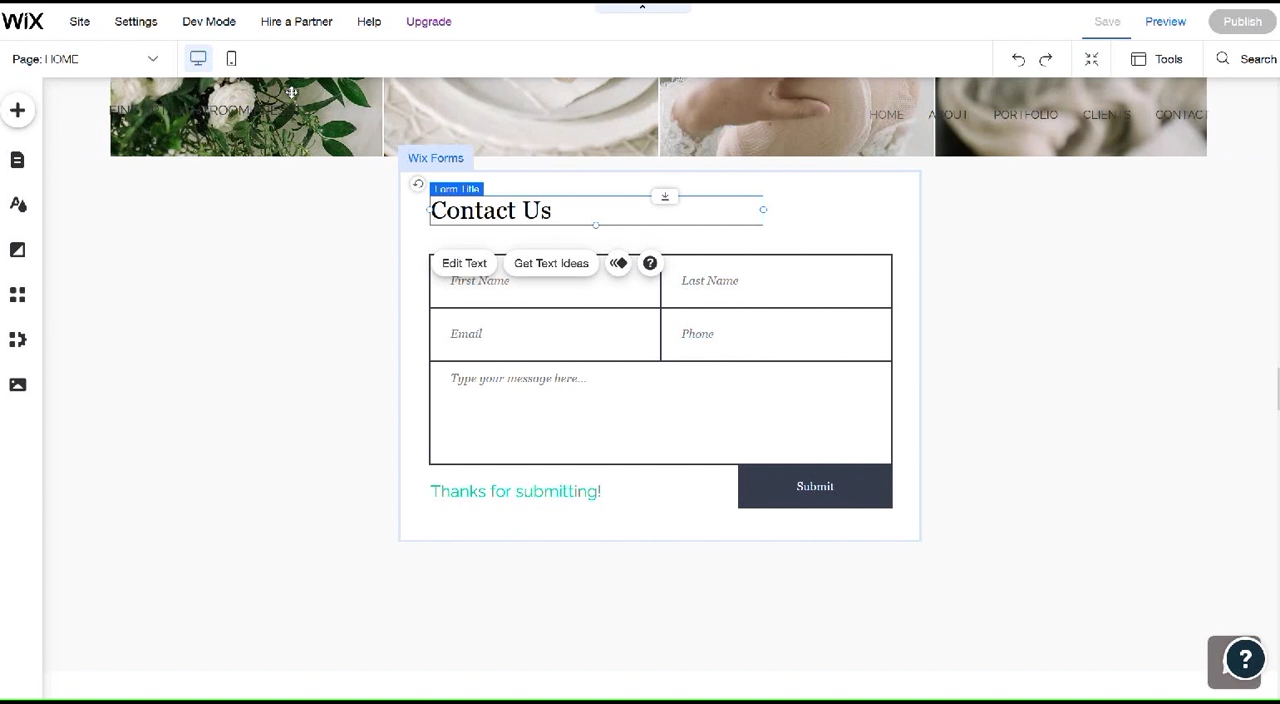 WiX Site Settings Dev Mode Hire a Partner Help Upgrade Save Preview Publish
Page: HOME Tools Search
HOME ABOUT PORTFOLIO CLIENTS CONTACT
Wix Forms
Form Title
Contact Us
Edit Text Get Text Ideas ?
First Name Last Name
Email Phone
Type your message here...
Thanks for submitting! Submit
?